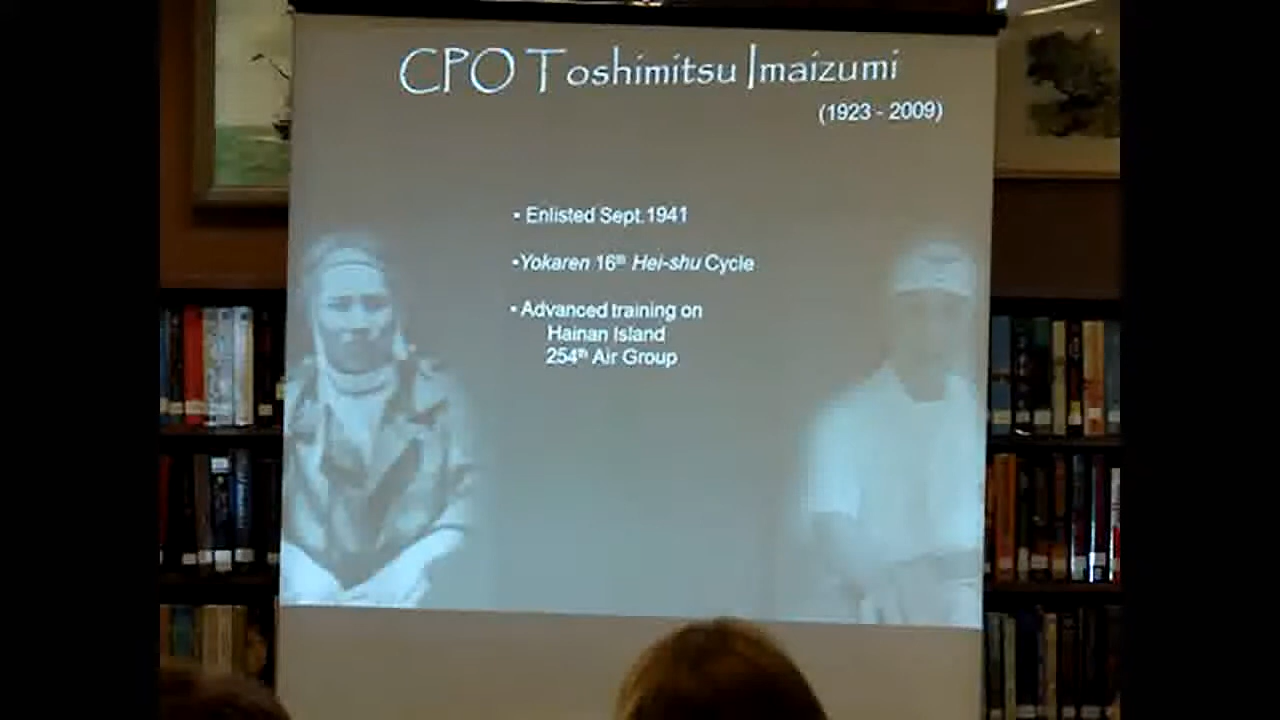 CPO Toshimitsu Imaizumi
(1923 - 2009)
• Enlisted Sept.1941
•Yokaren 16th Hei-shu Cycle
• Advanced training on
Hainan Island
254th Air Group